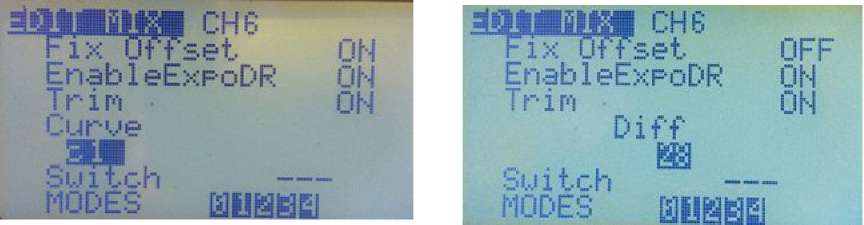 EDIT MIX CH6
Fix Offset ON
EnableExpoDR ON
Trim ON
Curve
c1
Switch ---
MODES 01234
EDIT MIX CH6
Fix Offset OFF
EnableExpoDR ON
Trim ON
Diff
28
Switch ---
MODES 01234